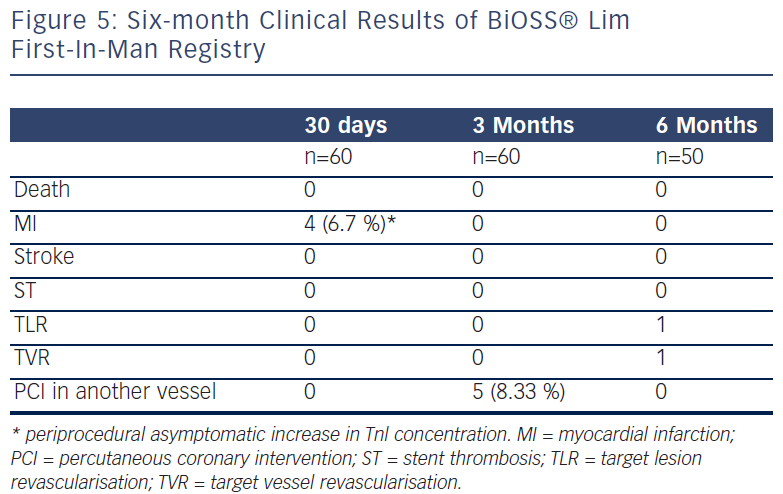 Figure 5: Six-month Clinical Results of BiOSS® Lim
First-In-Man Registry
30 days 3 Months 6 Months
n=60 n=60 n=50
Death 0 0 0
MI 4 (6.7 %)* 0 0
Stroke 0 0 0
ST 0 0 0
TLR 0 0 1
TVR 0 0 1
PCI in another vessel 0 5 (8.33 %) 0
* periprocedural asymptomatic increase in TnI concentration. MI = myocardial infarction;
PCI = percutaneous coronary intervention; ST = stent thrombosis; TLR = target lesion
revascularisation; TVR = target vessel revascularisation.